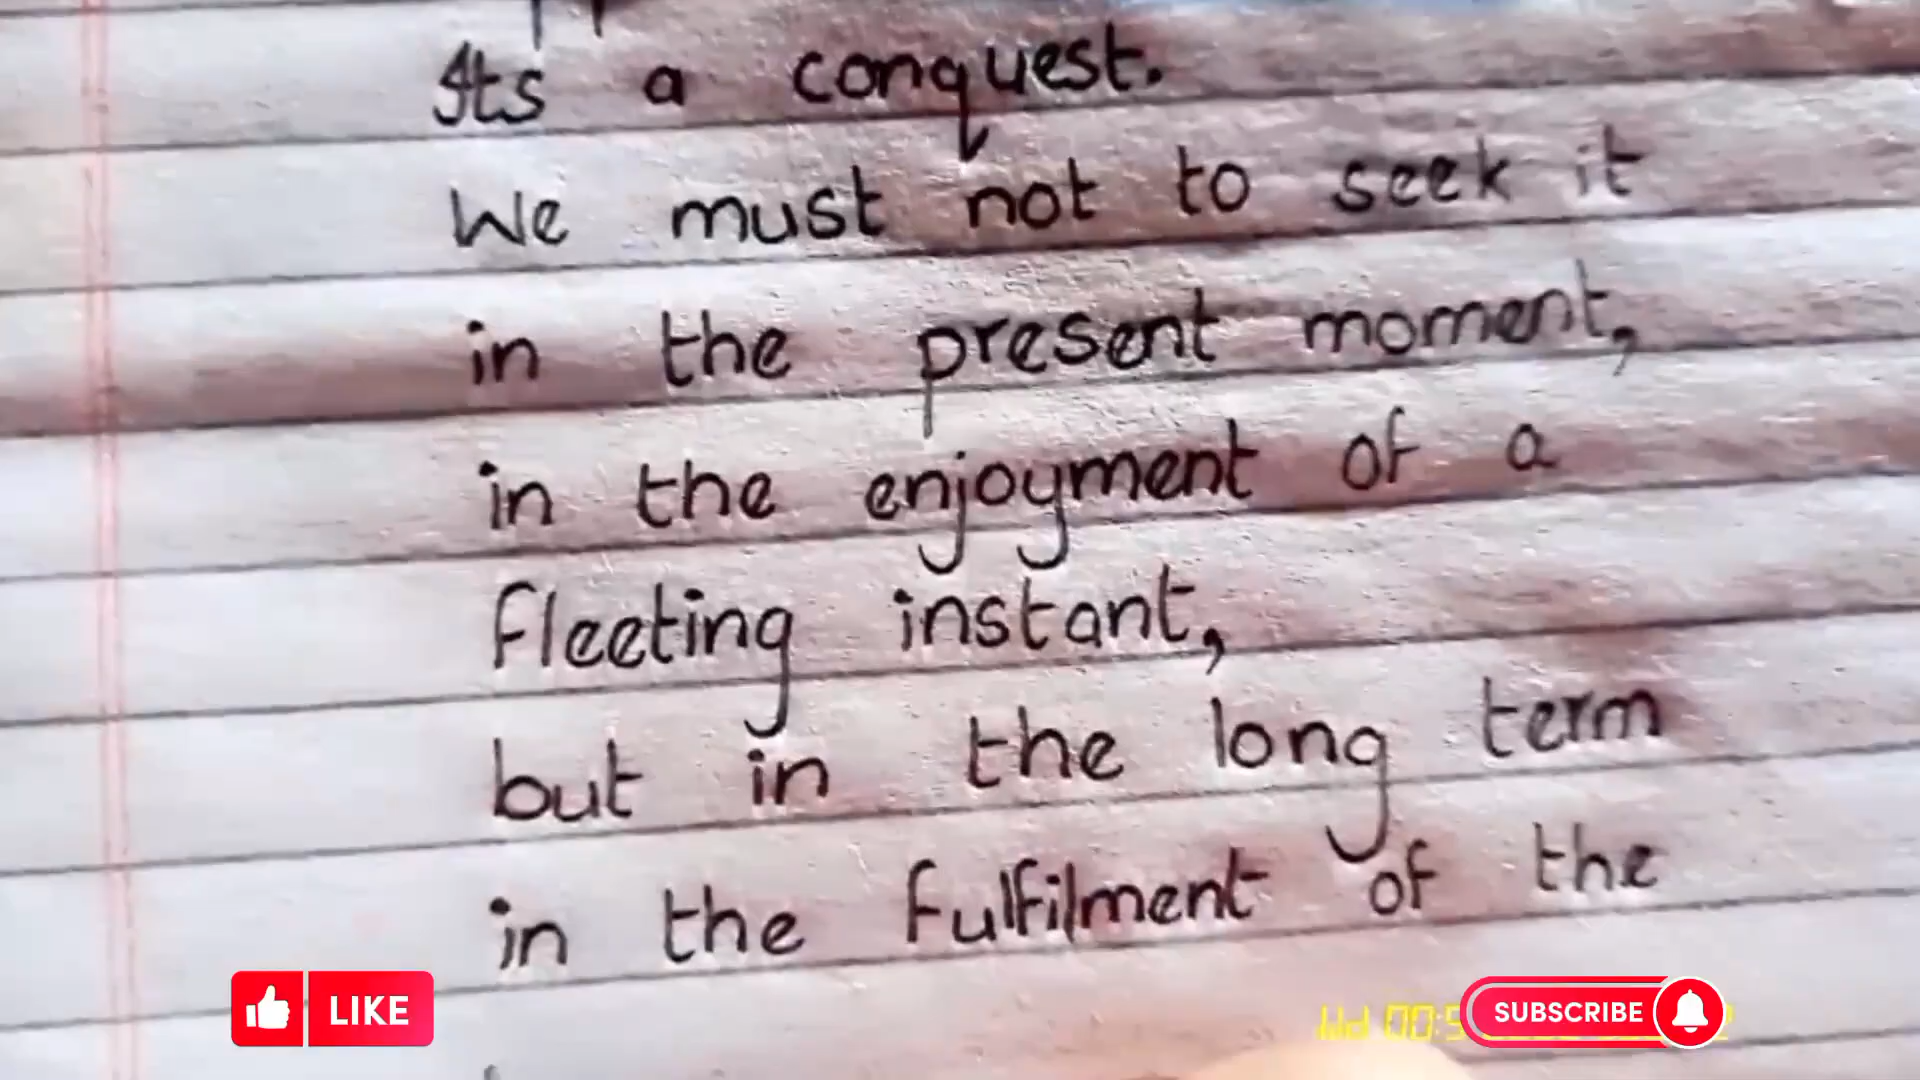 Its a conquest.
We must not to seek it
in the present moment,
in the enjoyment of a
fleeting instant,
but in the long term
in the fulfilment of the
LIKE
SUBSCRIBE